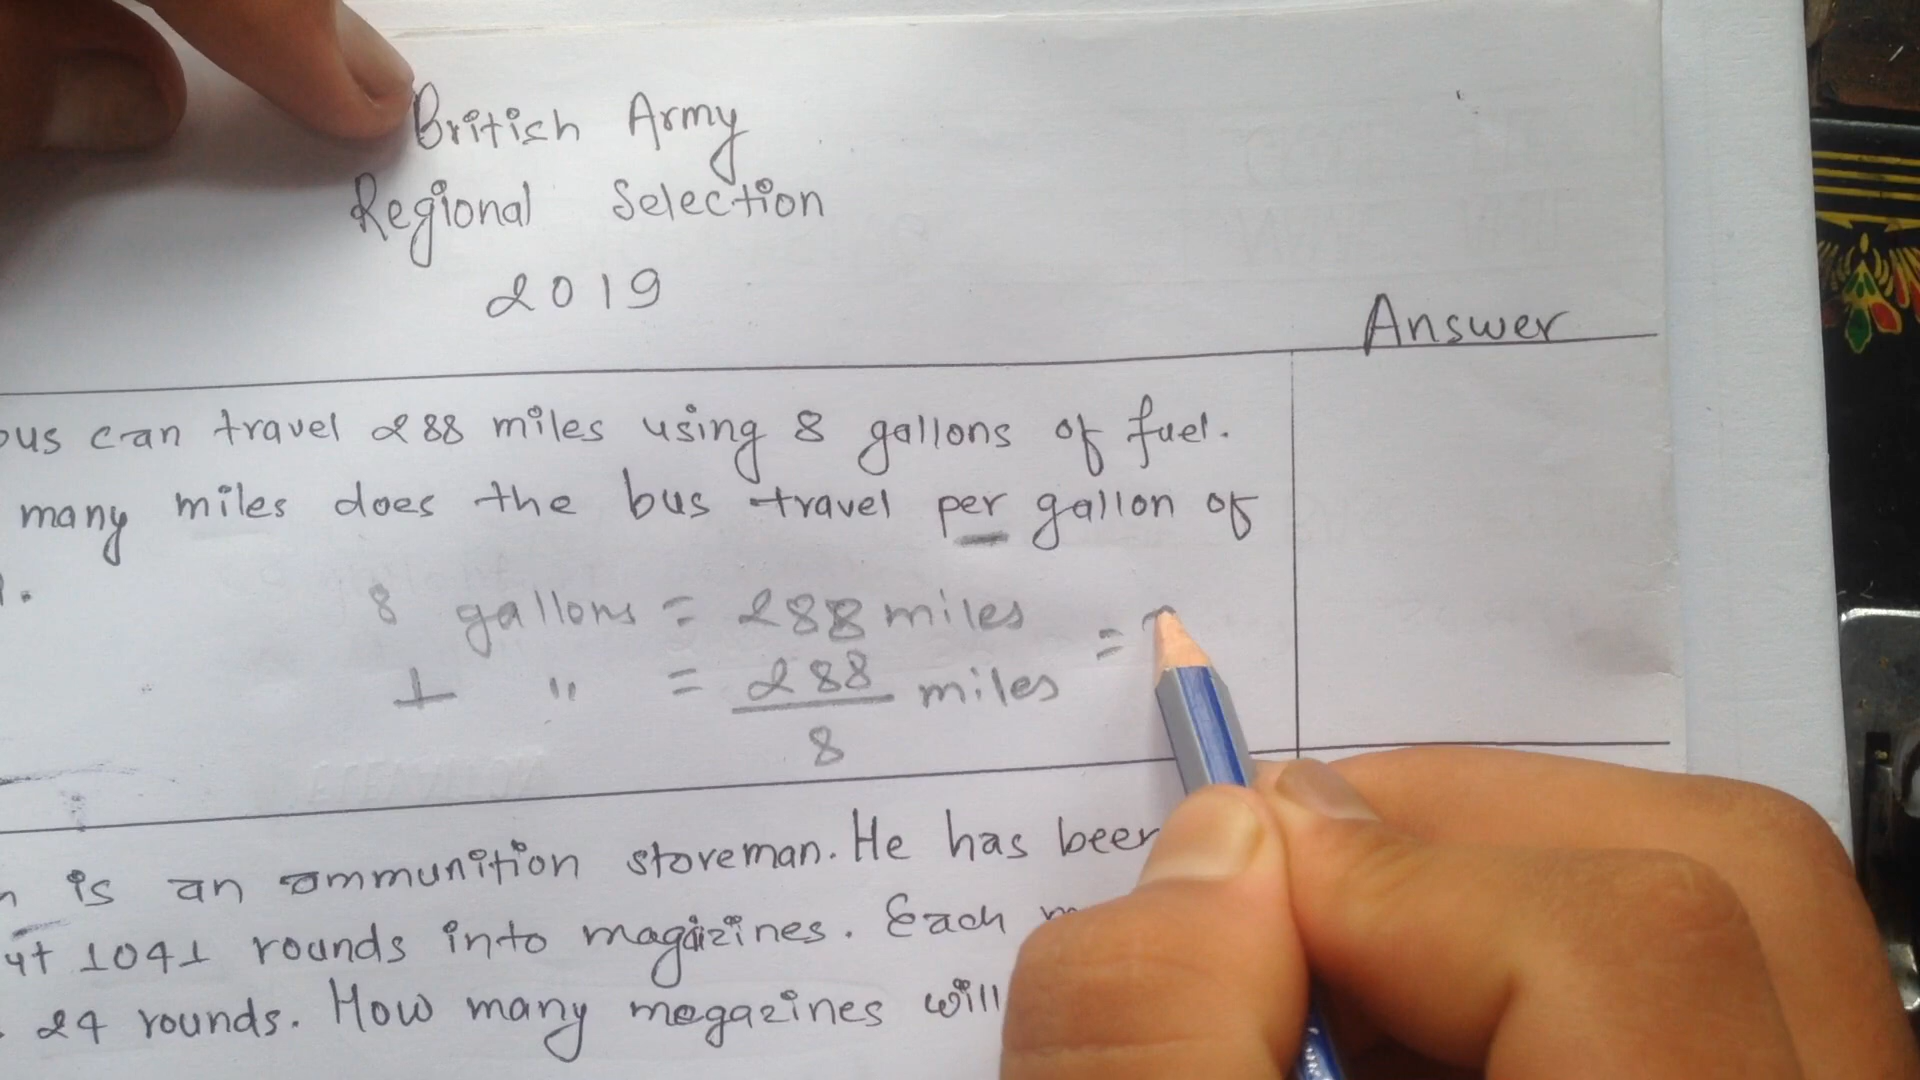 British Army
Regional Selection
2019
Answer
bus can travel 288 miles using 8 gallons of fuel.
many miles does the bus travel per gallon of
8 gallons = 288 miles
1 " = 288 miles =
8
is an ammunition storeman. He has been
1041 rounds into magazines. Each
24 rounds. How many megazines will